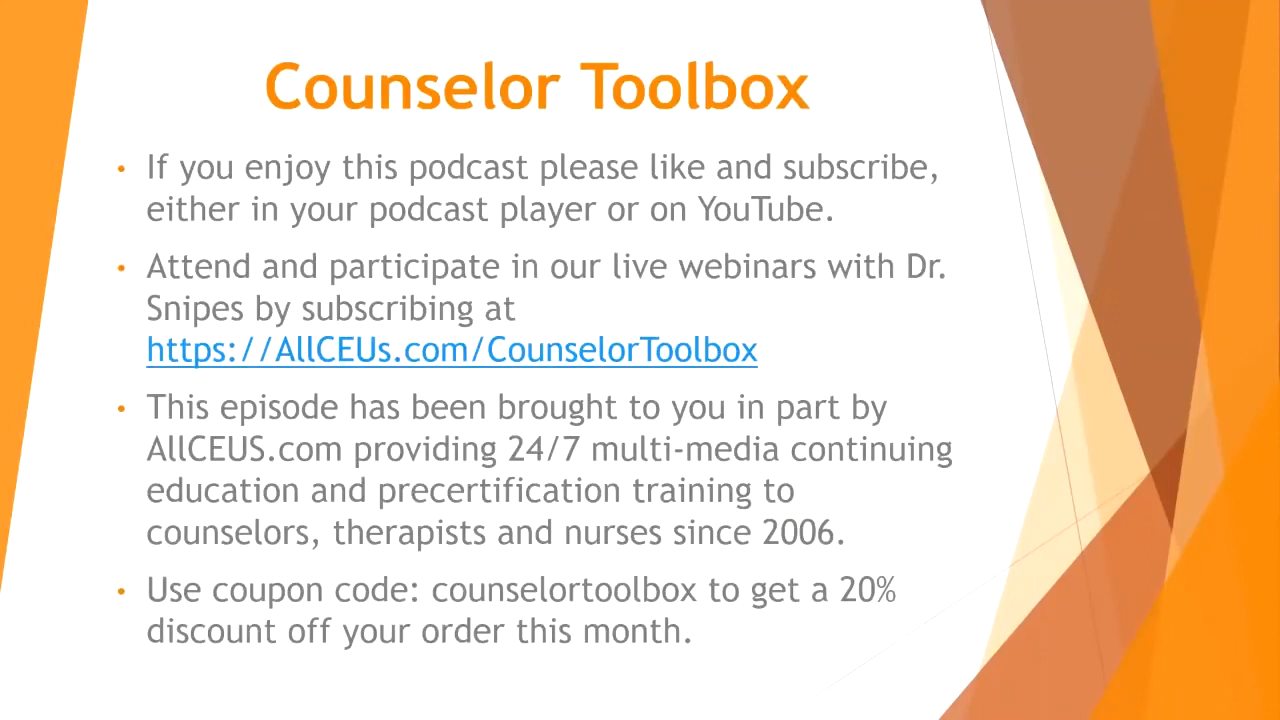 Counselor Toolbox
• If you enjoy this podcast please like and subscribe,
either in your podcast player or on YouTube.
• Attend and participate in our live webinars with Dr.
Snipes by subscribing at
https://AllCEUs.com/CounselorToolbox
• This episode has been brought to you in part by
AllCEUS.com providing 24/7 multi-media continuing
education and precertification training to
counselors, therapists and nurses since 2006.
• Use coupon code: counselortoolbox to get a 20%
discount off your order this month.